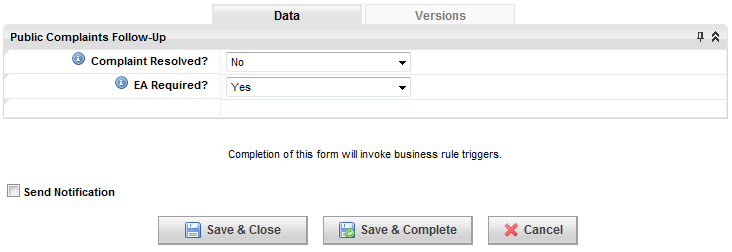 Data Versions
Public Complaints Follow-Up
Complaint Resolved? No
EA Required? Yes
Completion of this form will invoke business rule triggers.
Send Notification
Save & Close Save & Complete Cancel